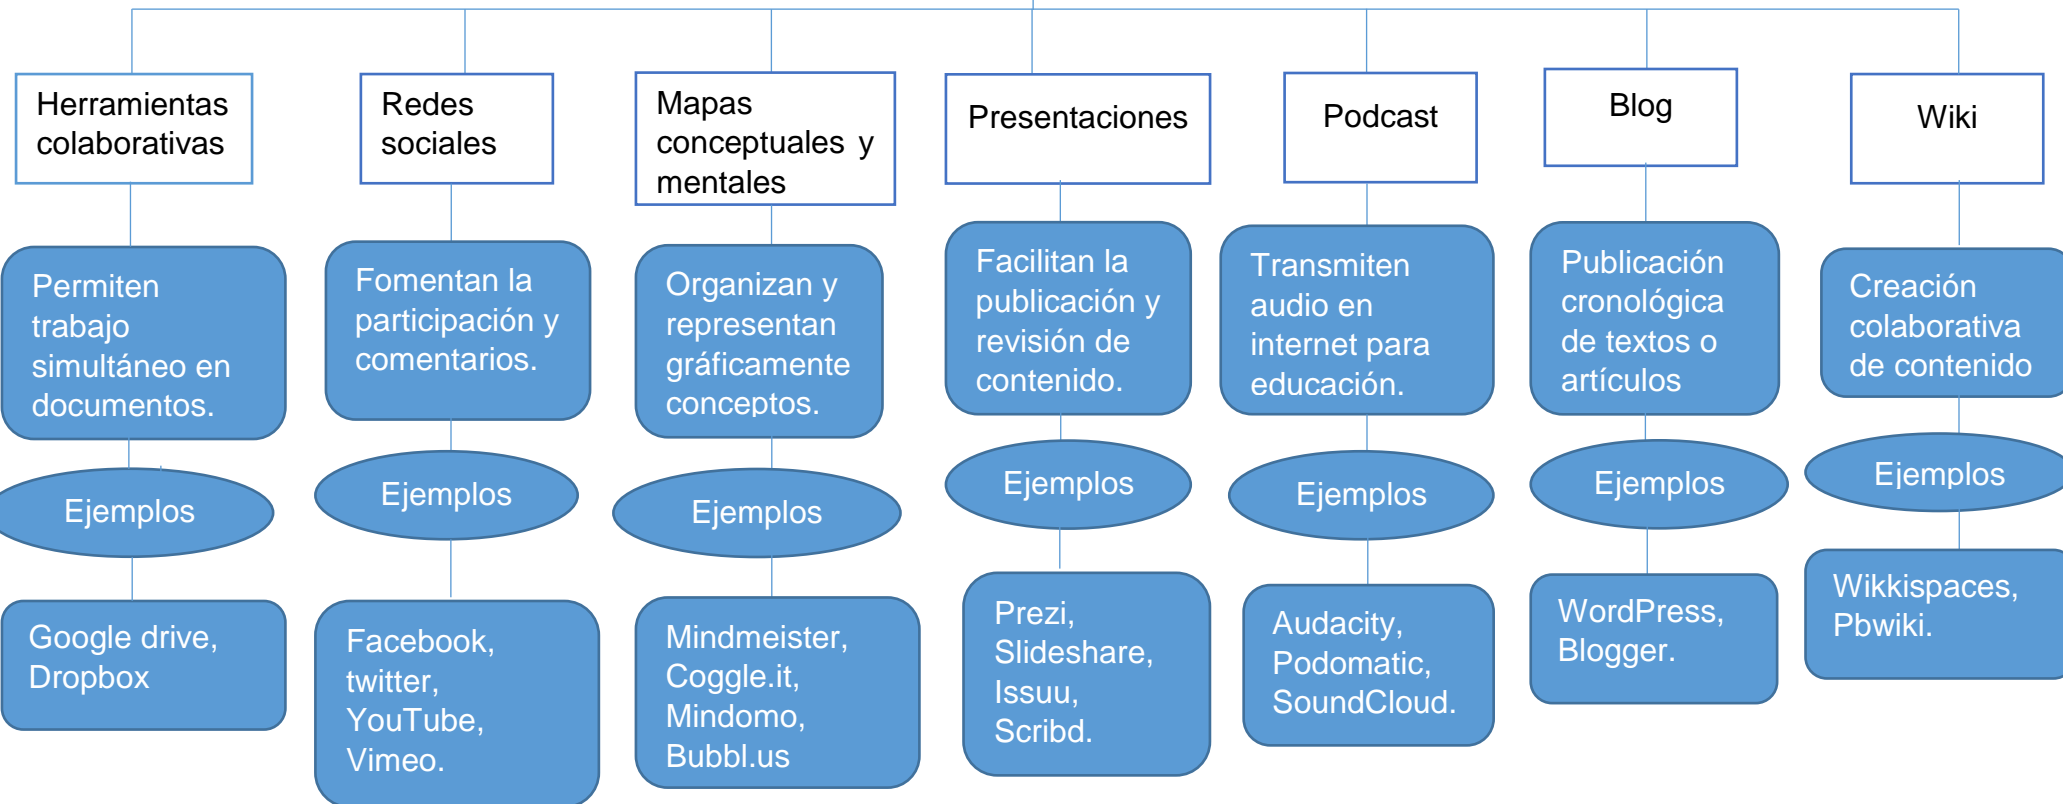 Herramientas
colaborativas
Redes
sociales
Mapas
conceptuales y
mentales
Presentaciones
Podcast
Blog
Wiki
Permiten
trabajo
simultáneo en
documentos.
Fomentan la
participación y
comentarios.
Organizan y
representan
gráficamente
conceptos.
Facilitan la
publicación y
revisión de
contenido.
Transmiten
audio en
internet para
educación.
Publicación
cronológica
de textos o
artículos
Creación
colaborativa
de contenido
Ejemplos
Ejemplos
Ejemplos
Ejemplos
Ejemplos
Ejemplos
Ejemplos
Google drive,
Dropbox
Facebook,
twitter,
YouTube,
Vimeo.
Mindmeister,
Coggle.it,
Mindomo,
Bubbl.us
Prezi,
Slideshare,
Issuu,
Scribd.
Audacity,
Podomatic,
SoundCloud.
WordPress,
Blogger.
Wikkispaces,
Pbwiki.